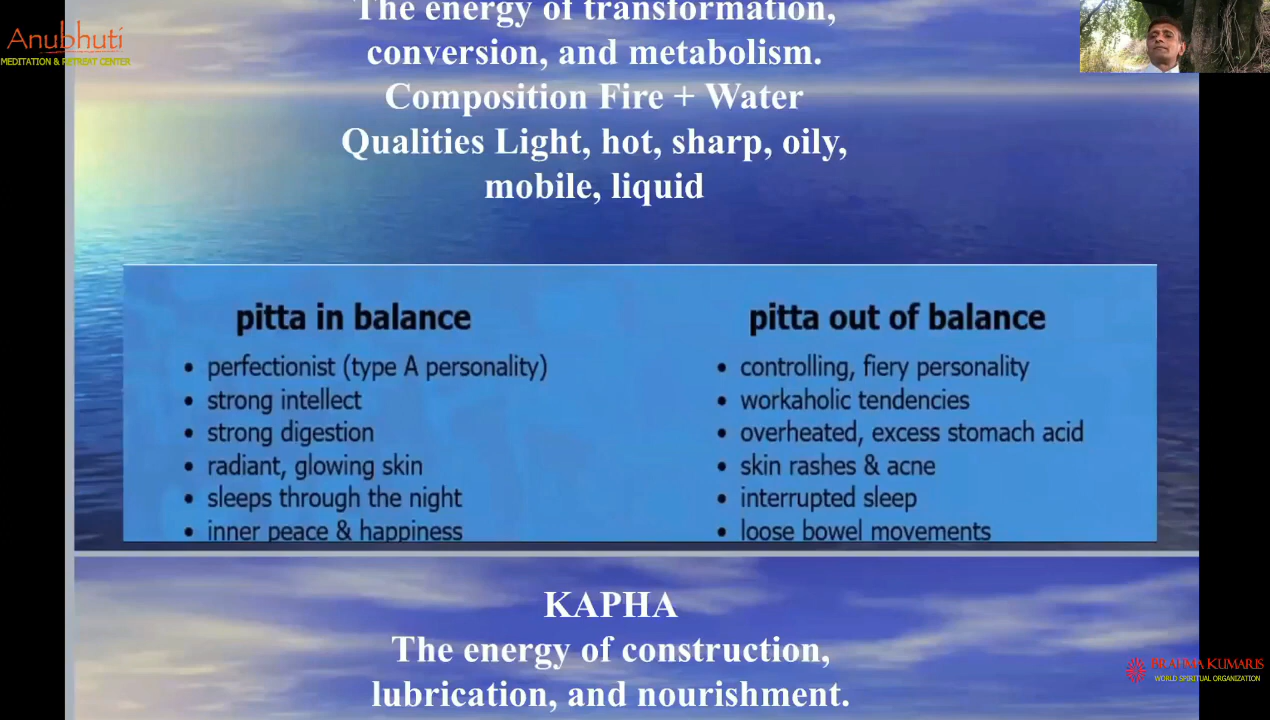 The energy of transformation,
conversion, and metabolism.
Composition Fire + Water
Qualities Light, hot, sharp, oily,
mobile, liquid
Anubhuti
MEDITATION & RETREAT CENTER
pitta in balance
• perfectionist (type A personality)
• strong intellect
• strong digestion
• radiant, glowing skin
• sleeps through the night
• inner peace & happiness
pitta out of balance
• controlling, fiery personality
• workaholic tendencies
• overheated, excess stomach acid
• skin rashes & acne
• interrupted sleep
• loose bowel movements
KAPHA
The energy of construction,
lubrication, and nourishment.
BRAHMA KUMARIS
WORLD SPIRITUAL ORGANIZATION